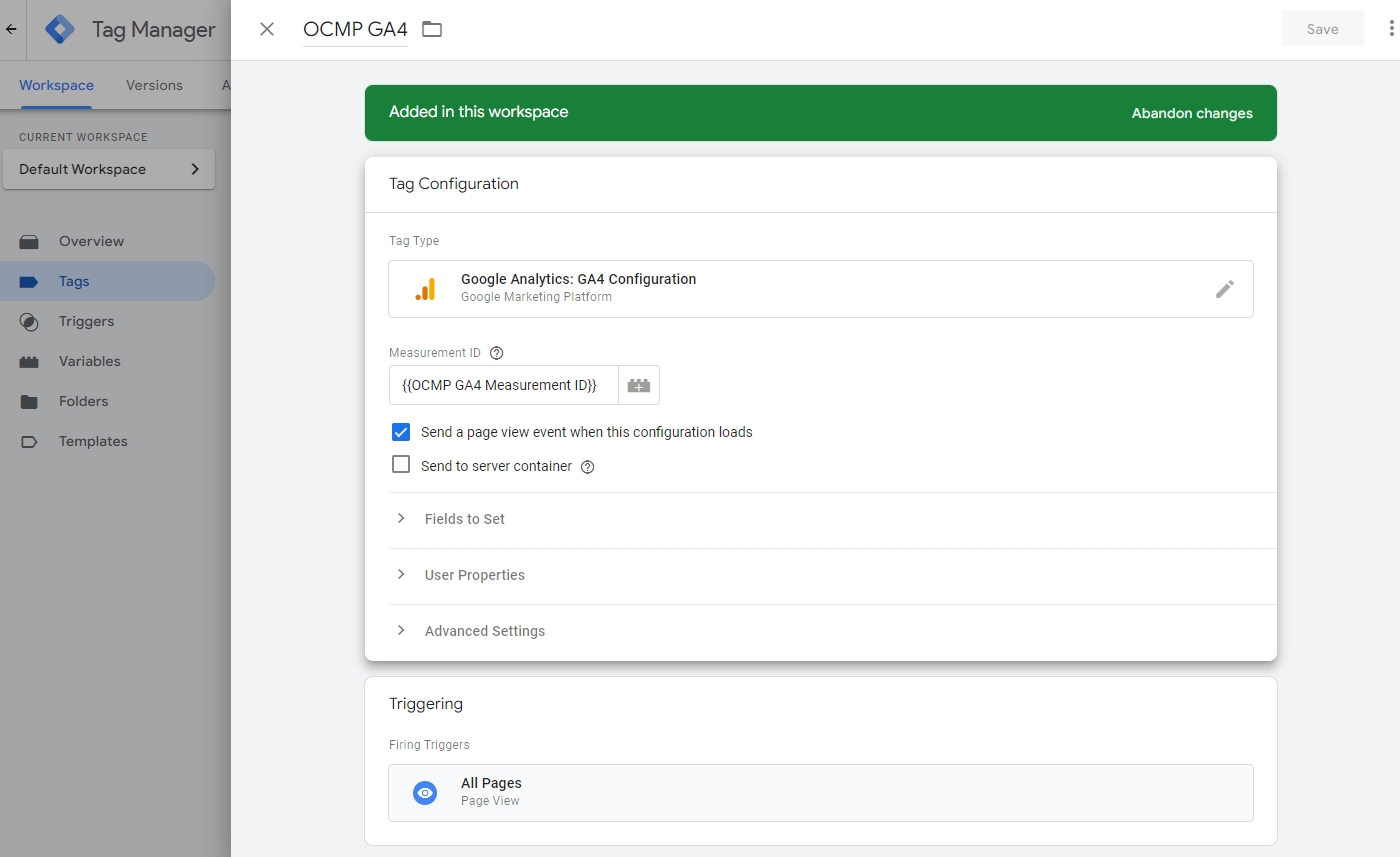 Tag Manager
OCMP GA4
Save
Workspace
Versions
A
CURRENT WORKSPACE
Default Workspace
Overview
Tags
Triggers
Variables
Folders
Templates
Added in this workspace
Abandon changes
Tag Configuration
Tag Type
Google Analytics: GA4 Configuration
Google Marketing Platform
Measurement ID
{{OCMP GA4 Measurement ID}}
Send a page view event when this configuration loads
Send to server container
Fields to Set
User Properties
Advanced Settings
Triggering
Firing Triggers
All Pages
Page View